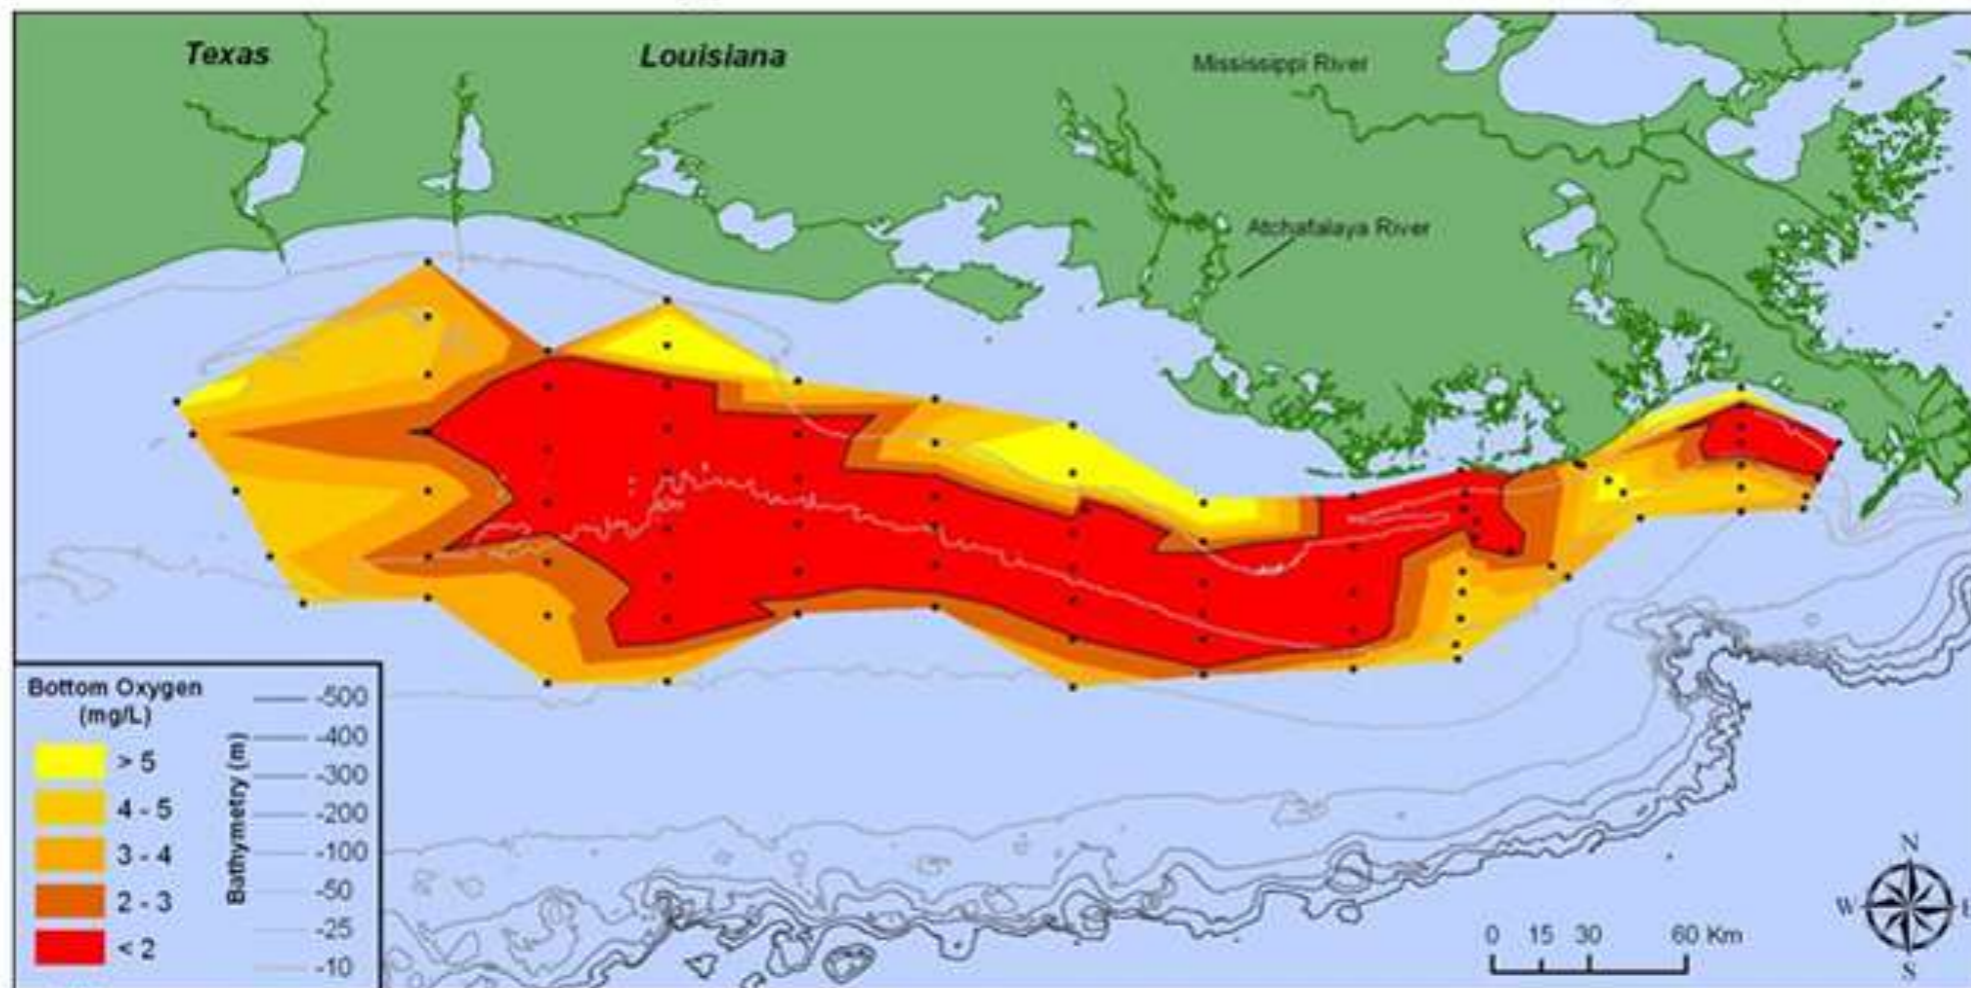 Texas
Louisiana
Mississippi River
Atchafalaya River
Bottom Oxygen
(mg/L)
> 5
4 - 5
3 - 4
2 - 3
< 2
Bathymetry (m)
-500
-400
-300
-200
-100
-50
-25
-10
N
W
E
S
0 15 30 60 Km